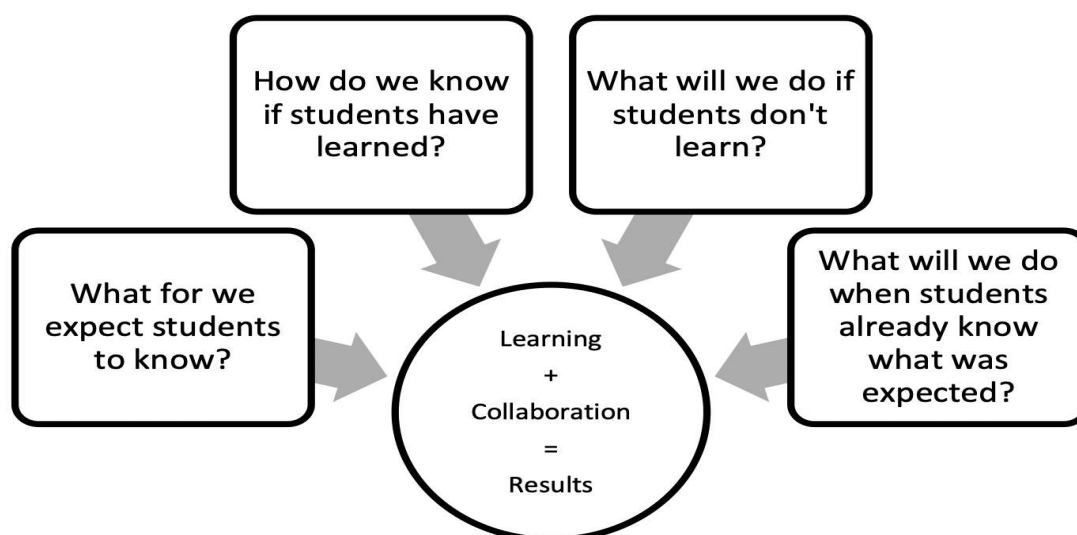 What for we
expect students
to know?
How do we know
if students have
learned?
What will we do if
students don't
learn?
What will we do
when students
already know
what was
expected?
Learning
+
Collaboration
=
Results